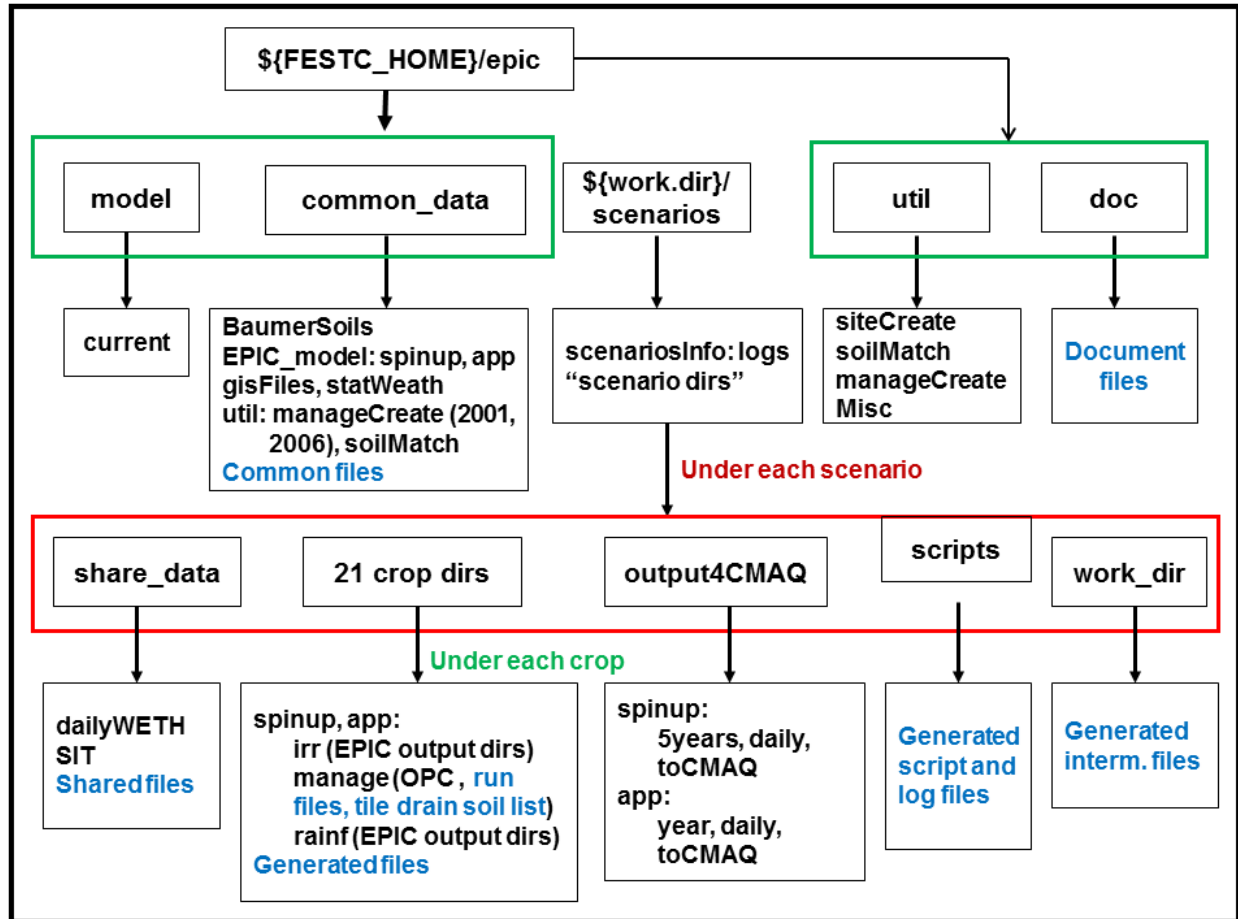 ${FESTC_HOME}/epic
model
common_data
${work.dir}/
scenarios
util
doc
current
BaumerSoils
EPIC_model: spinup, app
gisFiles, statWeath
util: manageCreate (2001,
2006), soilMatch
Common files
scenariosInfo: logs
“scenario dirs”
siteCreate
soilMatch
manageCreate
Misc
Document
files
Under each scenario
share_data
21 crop dirs
output4CMAQ
scripts
work_dir
Under each crop
dailyWETH
SIT
Shared files
spinup, app:
irr (EPIC output dirs)
manage (OPC , run
files, tile drain soil list)
rainf (EPIC output dirs)
Generated files
spinup:
5years, daily,
toCMAQ
app:
year, daily,
toCMAQ
Generated
script and
log files
Generated
interm. files